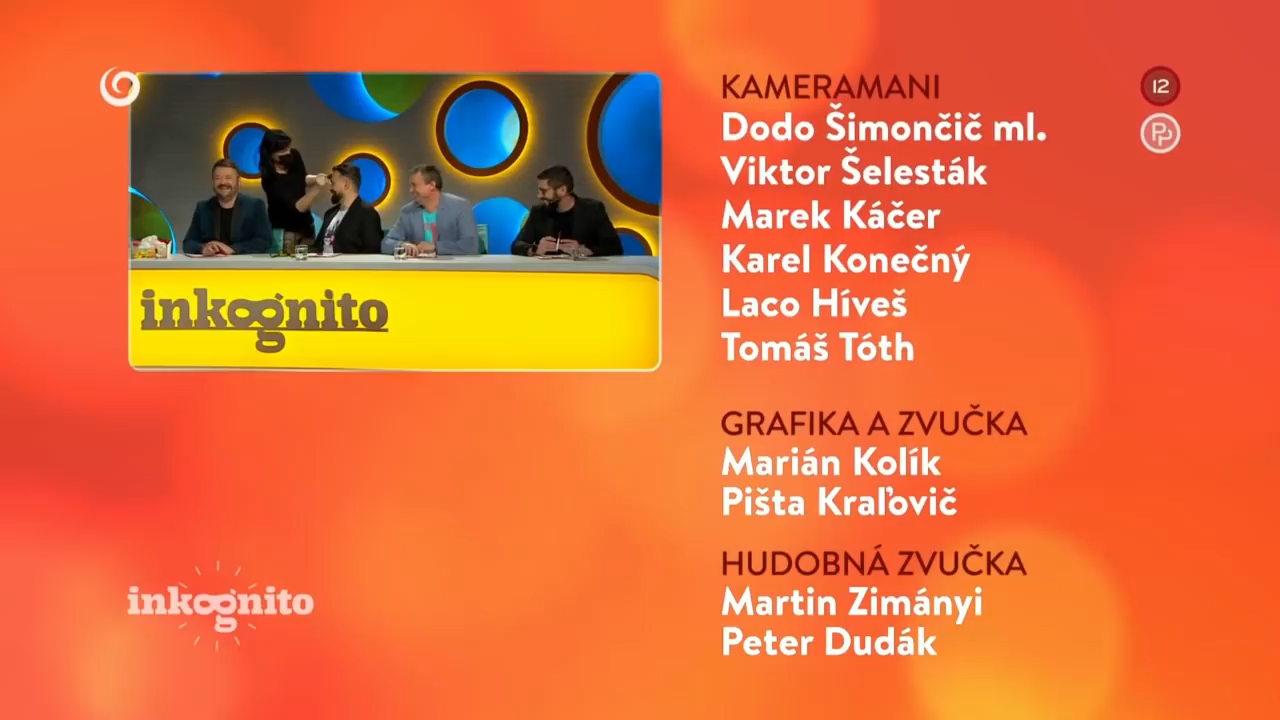 inkognito
KAMERAMANI
Dodo Šimončič ml.
Viktor Šelesták
Marek Káčer
Karel Konečný
Laco Híveš
Tomáš Tóth
GRAFIKA A ZVUČKA
Marián Kolík
Pišta Kraľovič
HUDOBNÁ ZVUČKA
Martin Zimányi
Peter Dudák
inkognito
12
PP